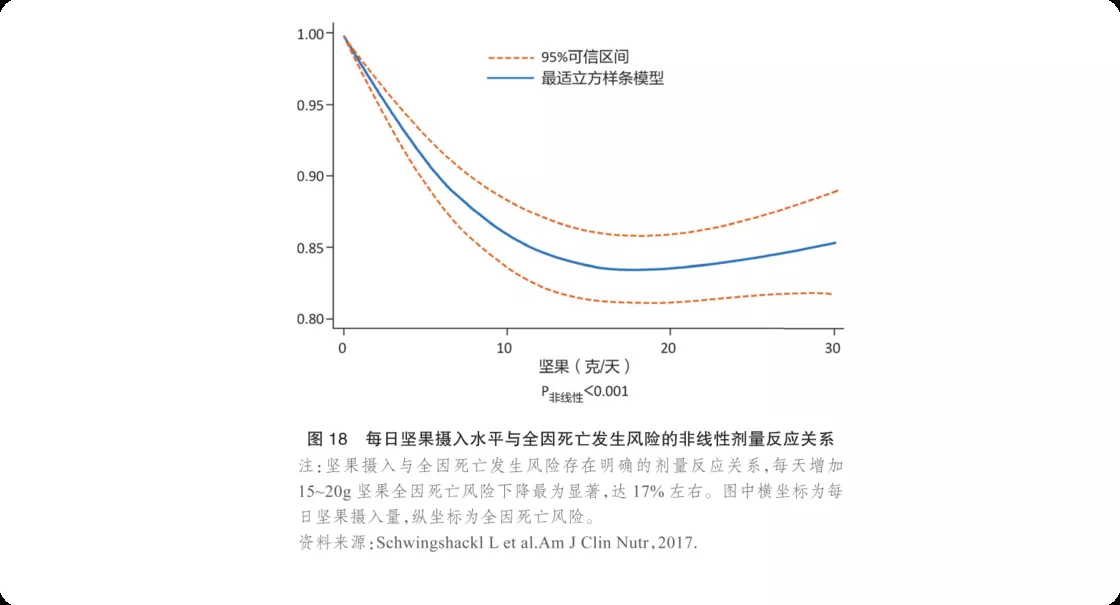 1.00
95%可信区间
最适立方样条模型
0.95
0.90
0.85
0.80
0 10 20 30
坚果（克/天）
P非线性<0.001
图 18 每日坚果摄入水平与全因死亡发生风险的非线性剂量反应关系
注:坚果摄入与全因死亡发生风险存在明确的剂量反应关系,每天增加
15~20g 坚果全因死亡风险下降最为显著,达 17% 左右。图中横坐标为每
日坚果摄入量,纵坐标为全因死亡风险。
资料来源:Schwingshackl L et al.Am J Clin Nutr,2017.